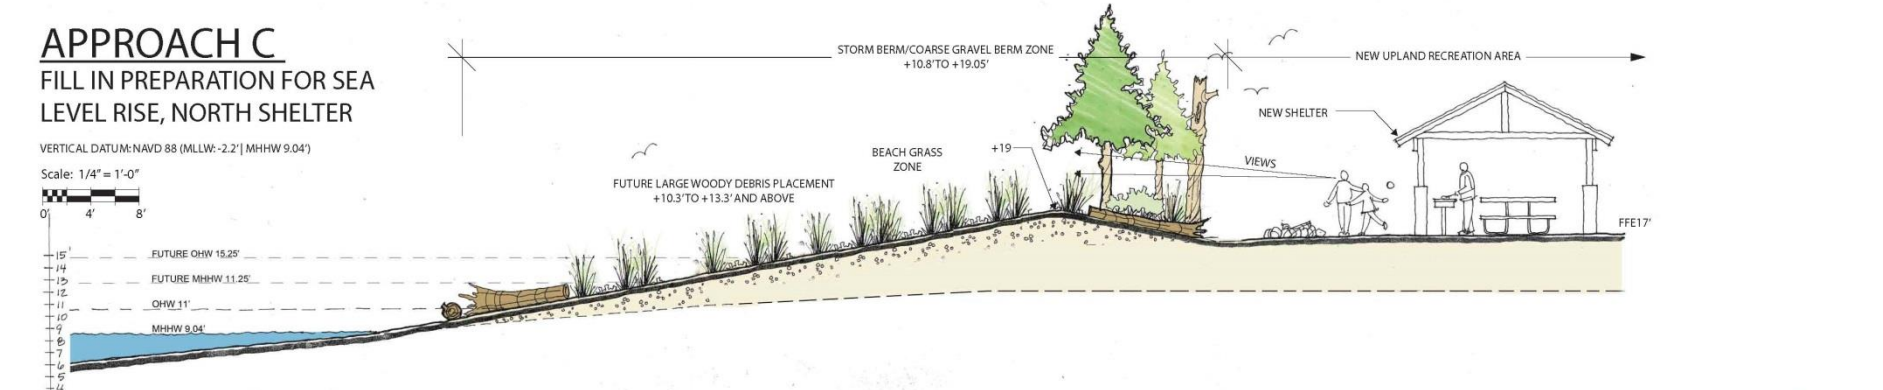 APPROACH C
FILL IN PREPARATION FOR SEA
LEVEL RISE, NORTH SHELTER
VERTICAL DATUM: NAVD 88 (MLLW: -2.2' | MHHW 9.04')
Scale: 1/4" = 1'-0"
0' 4' 8'
STORM BERM/COARSE GRAVEL BERM ZONE
+10.8'TO +19.05'
NEW UPLAND RECREATION AREA
NEW SHELTER
BEACH GRASS
ZONE
+19
VIEWS
FUTURE LARGE WOODY DEBRIS PLACEMENT
+10.3'TO +13.3' AND ABOVE
FFE17'
FUTURE OHW 15.25'
FUTURE MHHW 11.25'
OHW 11'
MHHW 9.04'
15'
14
13
12
11
10
9
8
7
6
5
4